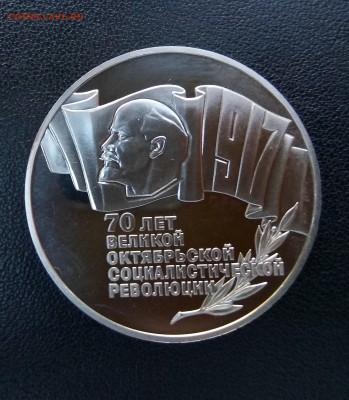 1917
70 ЛЕТ
ВЕЛИКОЙ
ОКТЯБРЬСКОЙ
СОЦИАЛИСТИЧЕСКОЙ
РЕВОЛЮЦИИ